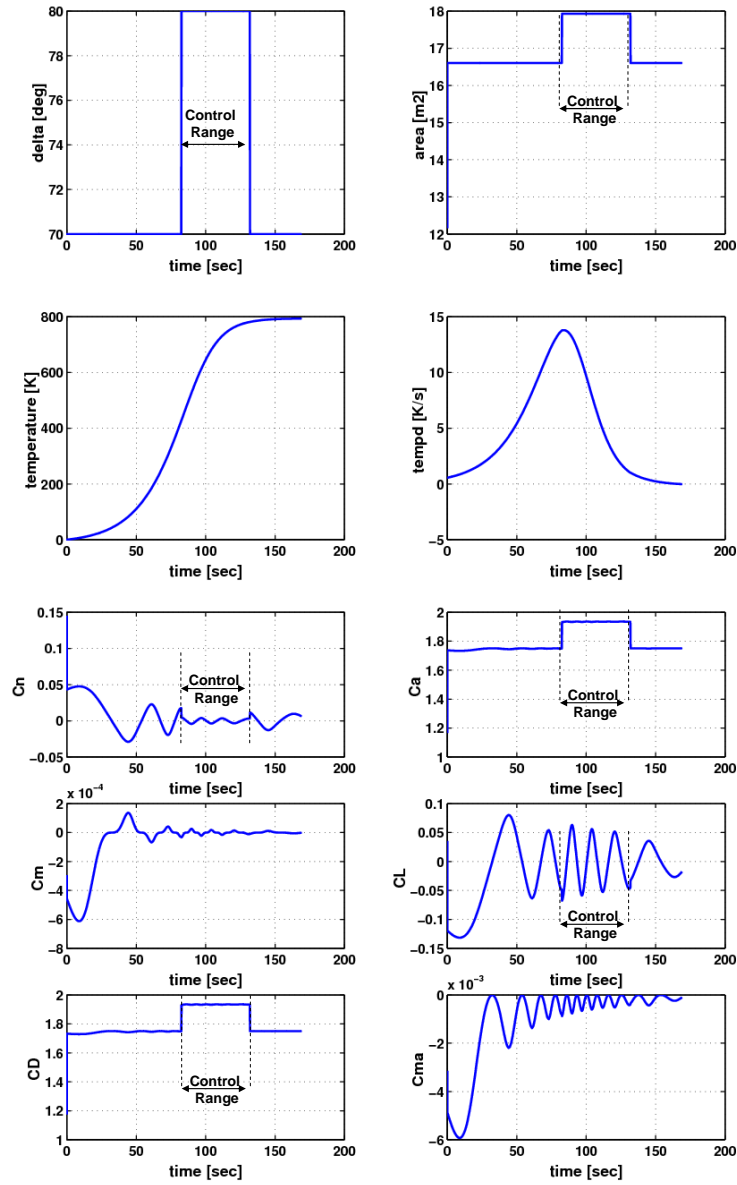 80
78
76
74
72
70
delta [deg]
Control
Range
0 50 100 150 200
time [sec]
18
17
16
15
14
13
12
area [m2]
Control
Range
0 50 100 150 200
time [sec]
800
600
400
200
0
temperature [K]
0 50 100 150 200
time [sec]
15
10
5
0
−5
tempd [K/s]
0 50 100 150 200
time [sec]
0.15
0.1
0.05
0
−0.05
Cn
Control
Range
0 50 100 150 200
time [sec]
2
1.8
1.6
1.4
1.2
1
Ca
Control
Range
0 50 100 150 200
time [sec]
x 10−4
2
0
−2
−4
−6
−8
Cm
0 50 100 150 200
time [sec]
0.1
0.05
0
−0.05
−0.1
−0.15
CL
Control
Range
0 50 100 150 200
time [sec]
2
1.8
1.6
1.4
1.2
1
CD
Control
Range
0 50 100 150 200
time [sec]
x 10−3
0
−2
−4
−6
Cma
0 50 100 150 200
time [sec]